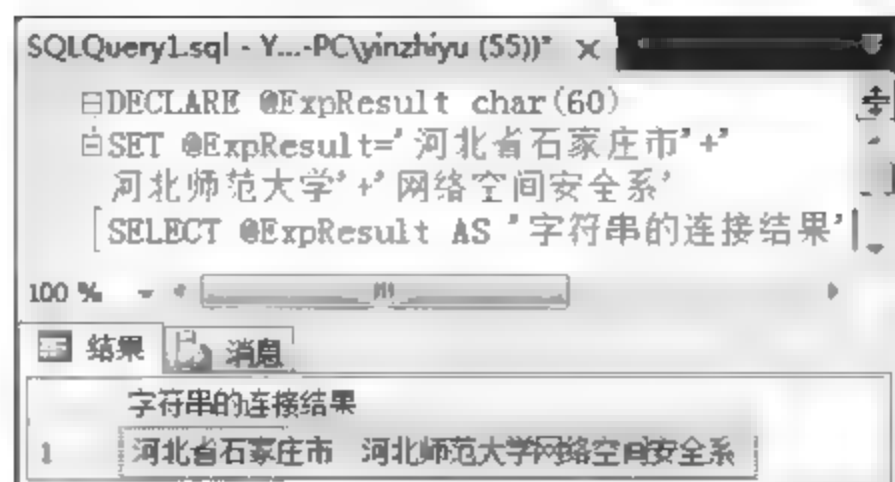 SQLQuery1.sql - Y...-PC\yinzhiyu (55))* ×
DECLARE @ExpResult char(60)
SET @ExpResult='河北省石家庄市'+'
河北师范大学'+'网络空间安全系'
SELECT @ExpResult AS '字符串的连接结果'
100 %
结果 消息
字符串的连接结果
1 河北省石家庄市 河北师范大学网络空间安全系